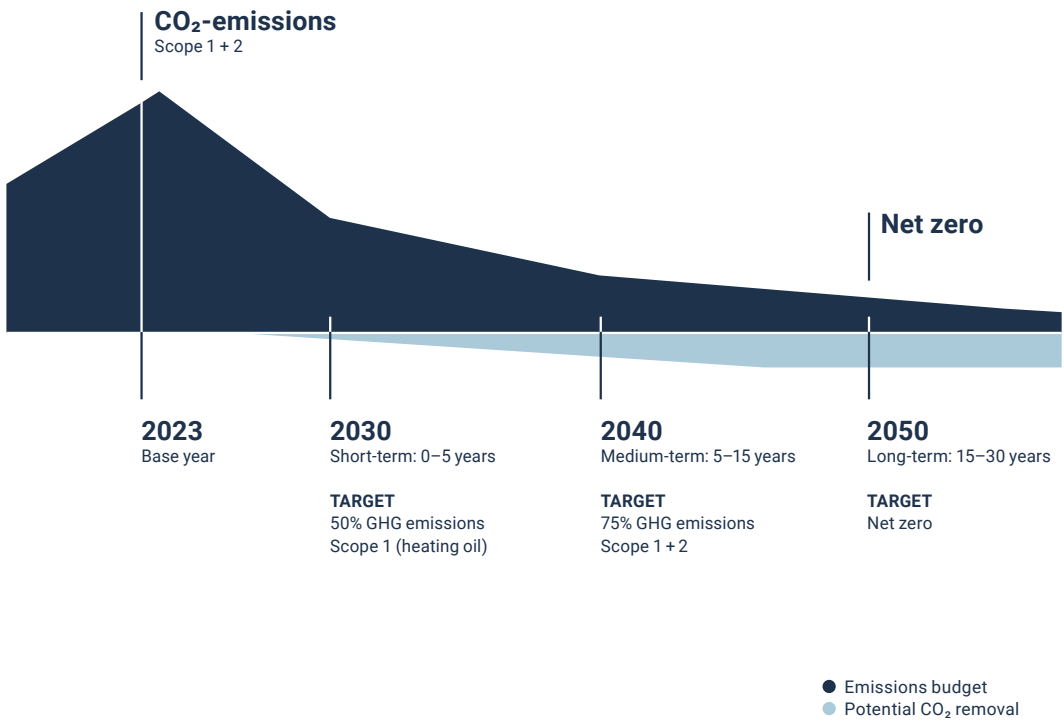 CO₂-emissions
Scope 1 + 2
Net zero
2023
Base year
2030
Short-term: 0–5 years
TARGET
50% GHG emissions
Scope 1 (heating oil)
2040
Medium-term: 5–15 years
TARGET
75% GHG emissions
Scope 1 + 2
2050
Long-term: 15–30 years
TARGET
Net zero
Emissions budget
Potential CO₂ removal